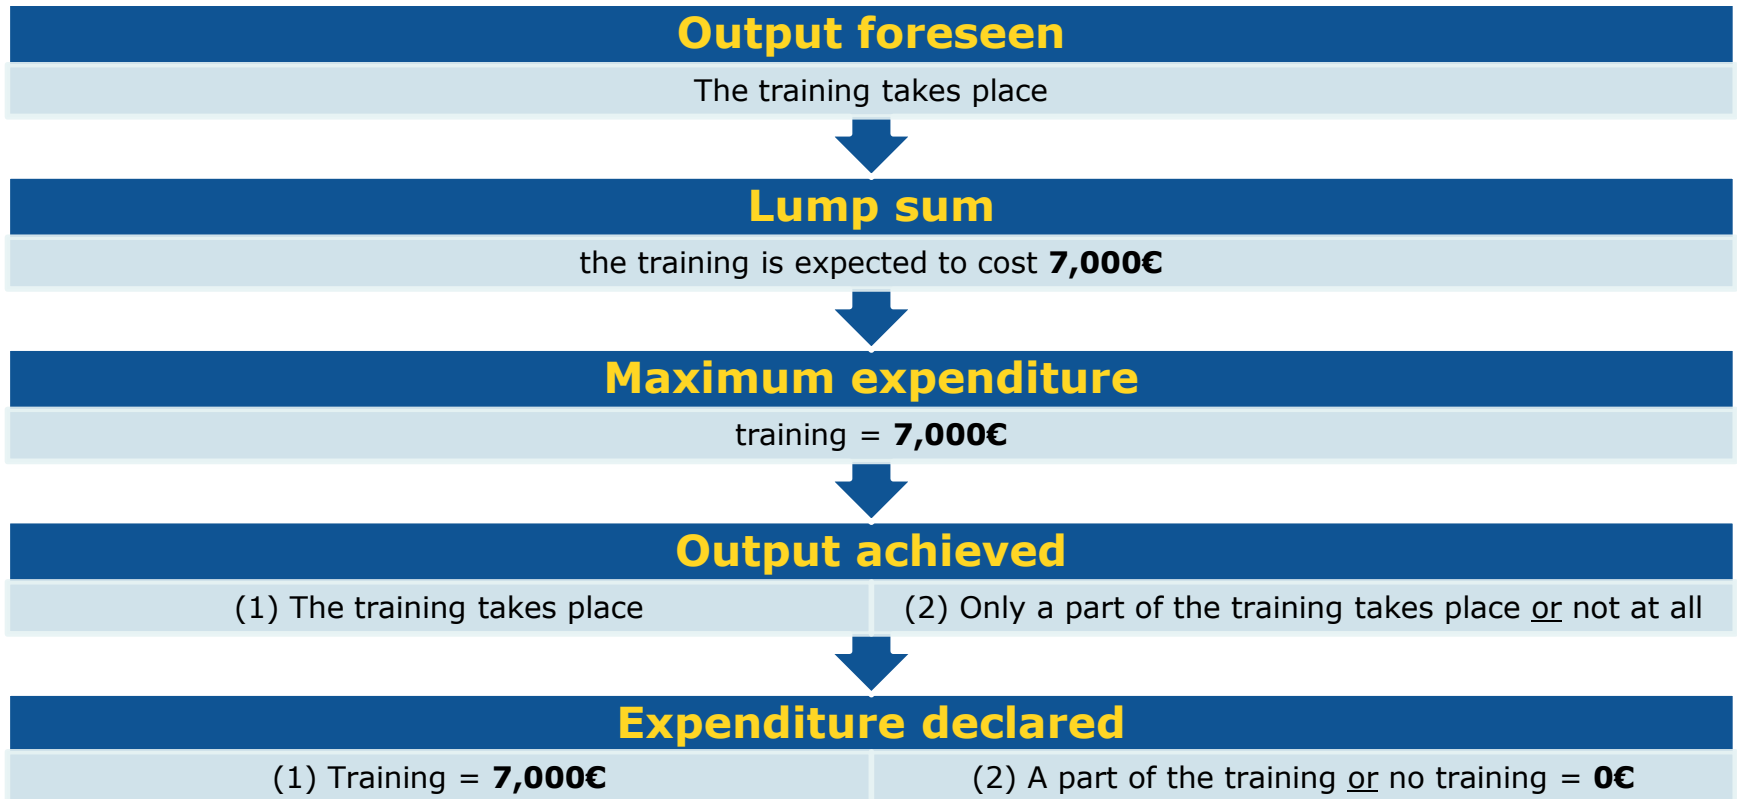 Output foreseen
The training takes place
Lump sum
the training is expected to cost 7,000€
Maximum expenditure
training = 7,000€
Output achieved
(1) The training takes place
(2) Only a part of the training takes place or not at all
Expenditure declared
(1) Training = 7,000€
(2) A part of the training or no training = 0€